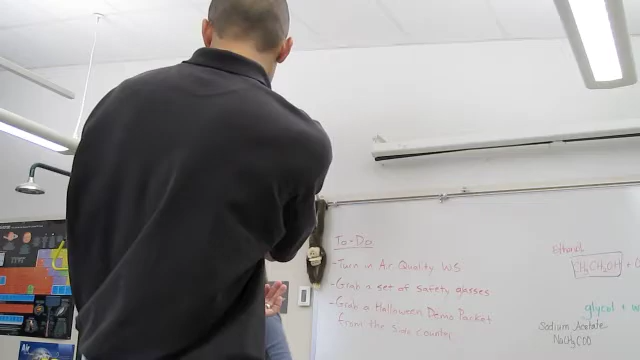 To-Do
- Turn in Air Quality WS
- Grab a set of safety glasses
- Grab a Halloween Demo Packet
from the sink counter
Ethanol
CH₃CH₂OH +
glycol +
Sodium Acetate
NaCH₃COO